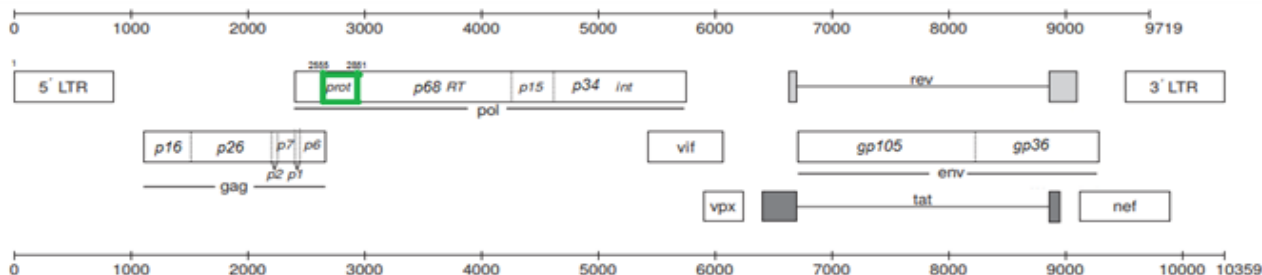 0 1000 2000 3000 4000 5000 6000 7000 8000 9000 9719
1 2555 2851
5´ LTR prot p68 RT p15 p34 int rev 3´ LTR
pol
p16 p26 p7 p6 vif gp105 gp36
p2 p1
gag env
vpx tat nef
0 1000 2000 3000 4000 5000 6000 7000 8000 9000 10000 10359